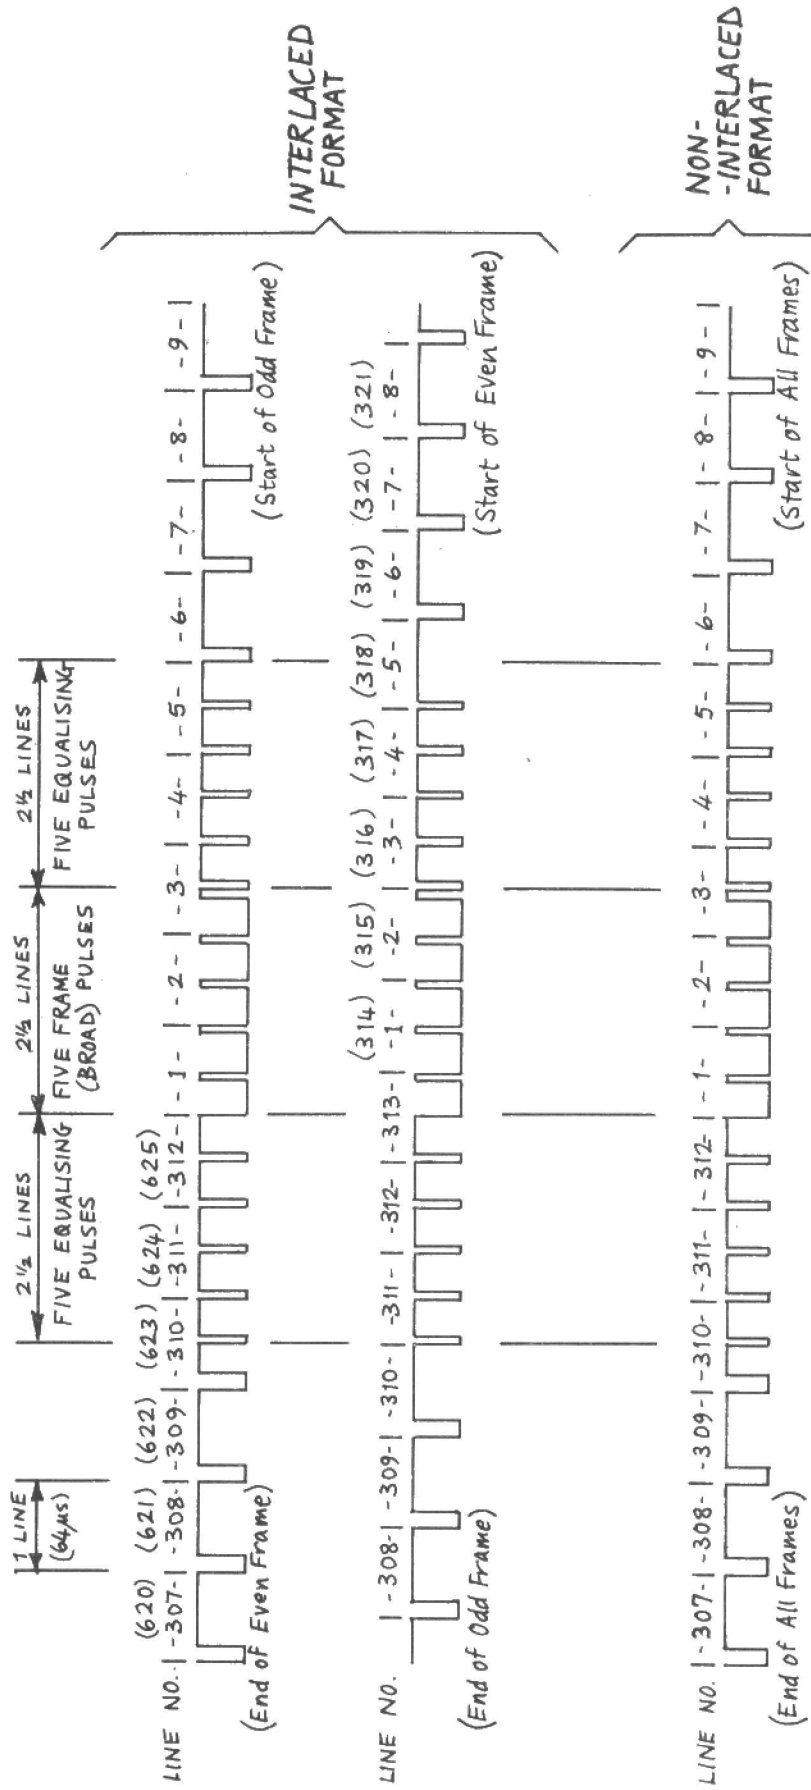 1 LINE
(64µs)
2½ LINES
FIVE EQUALISING
PULSES
2½ LINES
FIVE FRAME
(BROAD) PULSES
2½ LINES
FIVE EQUALISING
PULSES
(620) (621) (622) (623) (624) (625)
LINE NO. |-307-|-308-|-309-|-310-|-311-|-312-|-1-|-2-|-3-|-4-|-5-|-6-|-7-|-8-|-9-|
(End of Even Frame)
(Start of Odd Frame)
INTERLACED
FORMAT
(314) (315) (316) (317) (318) (319) (320) (321)
LINE NO. |-308-|-309-|-310-|-311-|-312-|-313-|-1-|-2-|-3-|-4-|-5-|-6-|-7-|-8-|
(End of Odd Frame)
(Start of Even Frame)
LINE NO. |-307-|-308-|-309-|-310-|-311-|-312-|-1-|-2-|-3-|-4-|-5-|-6-|-7-|-8-|-9-|
(End of All Frames)
(Start of All Frames)
NON-
-INTERLACED
FORMAT